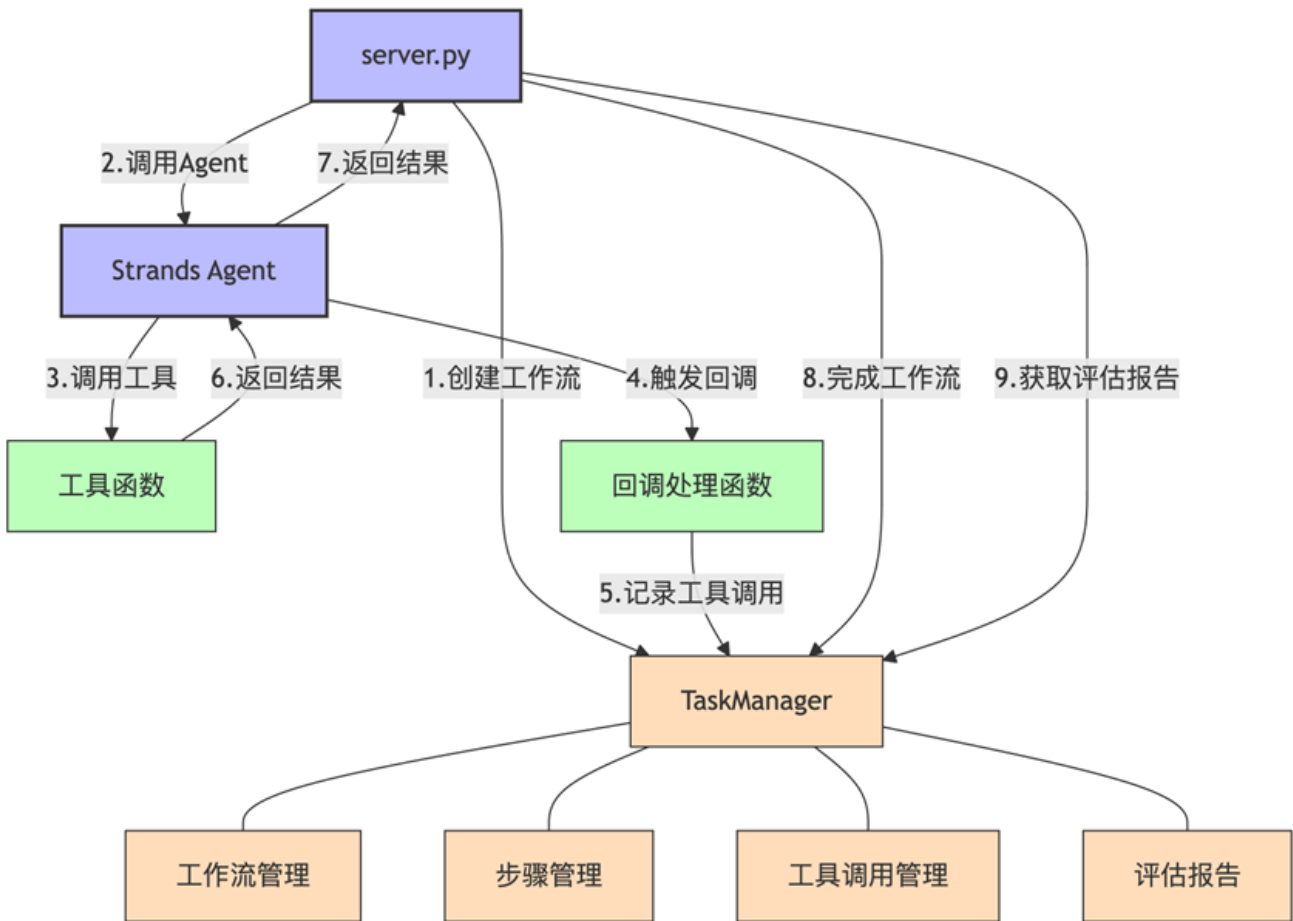 server.py
2.调用Agent
7.返回结果
Strands Agent
3.调用工具
6.返回结果
1.创建工作流
4.触发回调
8.完成工作流
9.获取评估报告
工具函数
回调处理函数
5.记录工具调用
TaskManager
工作流管理
步骤管理
工具调用管理
评估报告